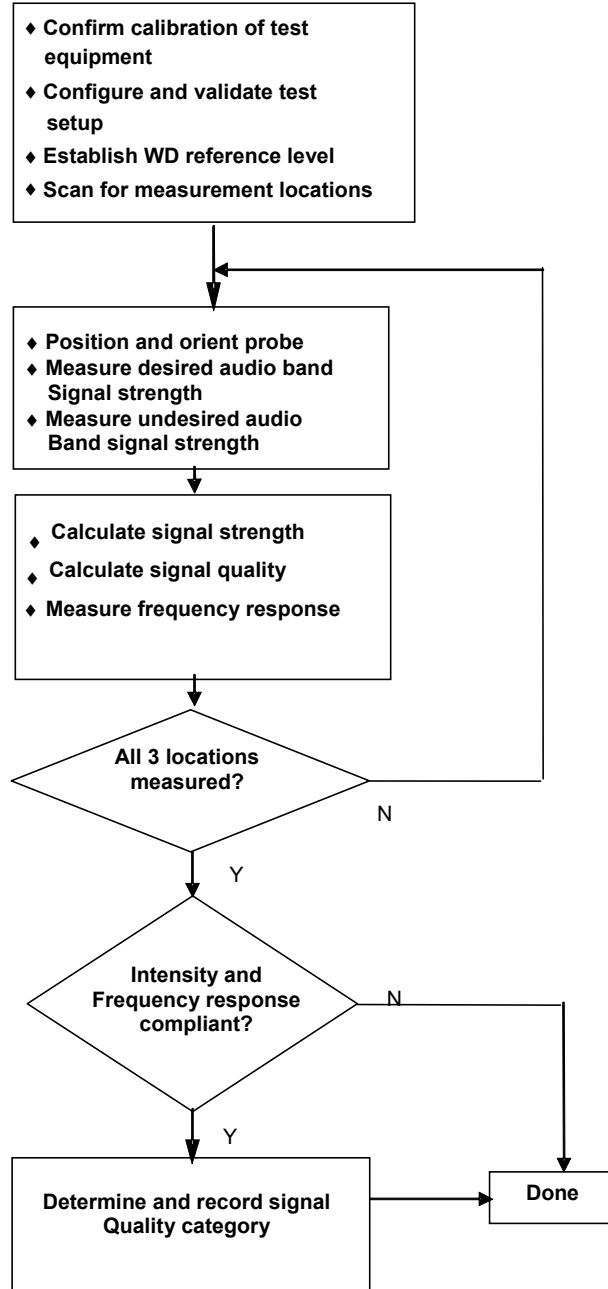 ♦ Confirm calibration of test
equipment
♦ Configure and validate test
setup
♦ Establish WD reference level
♦ Scan for measurement locations
♦ Position and orient probe
♦ Measure desired audio band
Signal strength
♦ Measure undesired audio
Band signal strength
♦ Calculate signal strength
♦ Calculate signal quality
♦ Measure frequency response
All 3 locations
measured?
N
Y
Intensity and
Frequency response
compliant?
N
Y
Determine and record signal
Quality category
Done